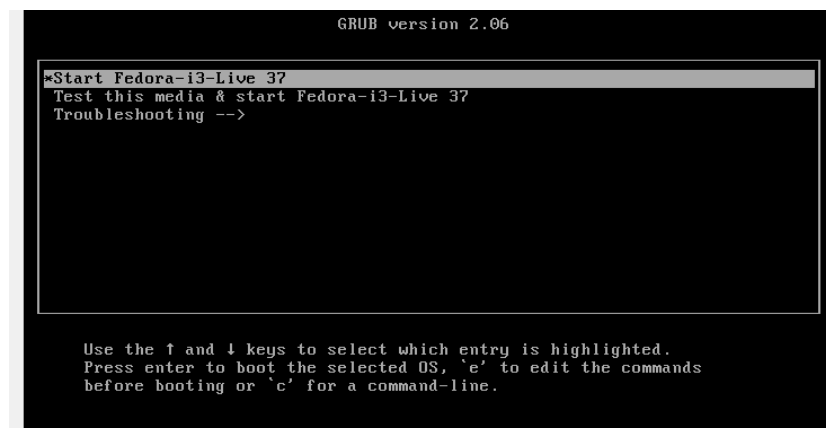 GRUB version 2.06
*Start Fedora-i3-Live 37
Test this media & start Fedora-i3-Live 37
Troubleshooting -->
Use the ↑ and ↓ keys to select which entry is highlighted.
Press enter to boot the selected OS, `e' to edit the commands
before booting or `c' for a command-line.